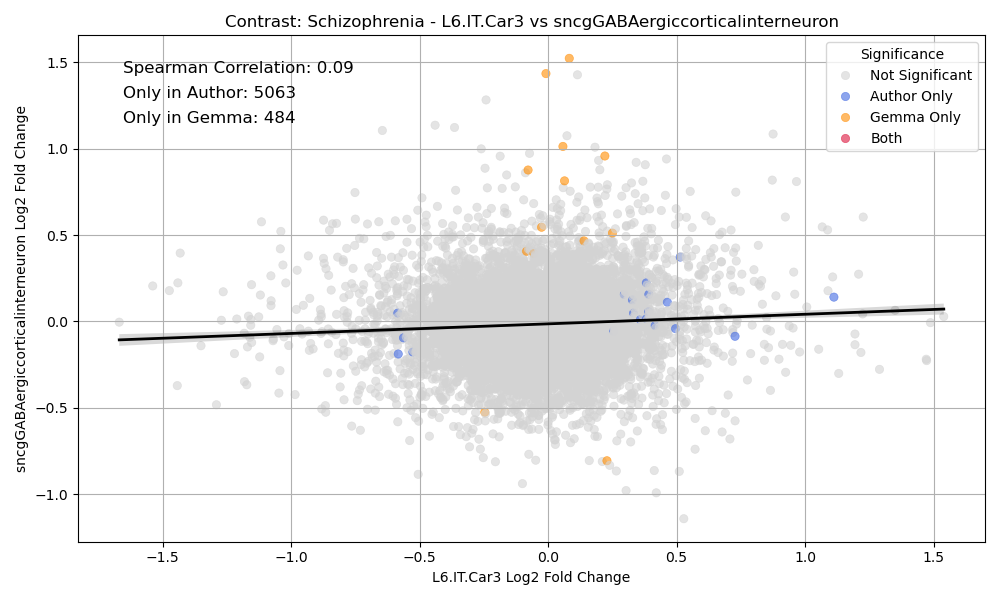 Contrast: Schizophrenia - L6.IT.Car3 vs sncgGABAergiccorticalinterneuron
Spearman Correlation: 0.09
Only in Author: 5063
Only in Gemma: 484
Significance
Not Significant
Author Only
Gemma Only
Both
sncgGABAergiccorticalinterneuron Log2 Fold Change
1.5
1.0
0.5
0.0
−0.5
−1.0
−1.5
−1.0
−0.5
0.0
0.5
1.0
1.5
L6.IT.Car3 Log2 Fold Change